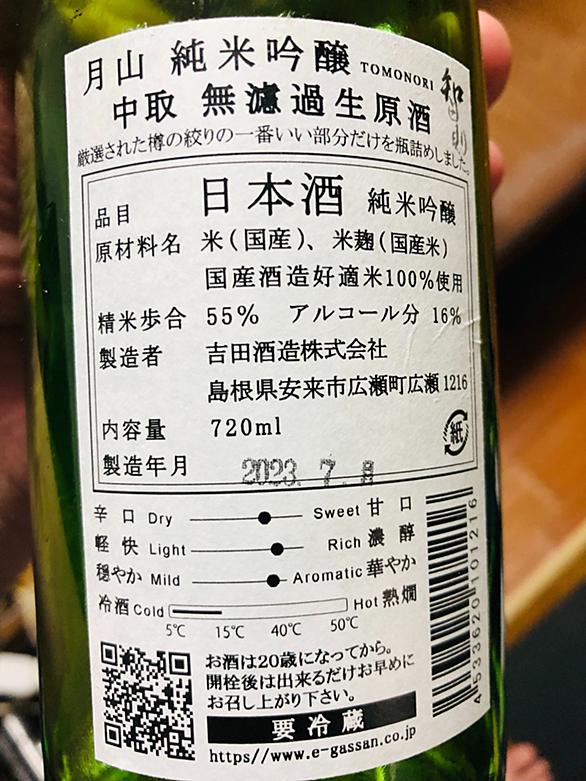 月山 純米吟醸 TOMONORI 知則
中取 無濾過生原酒
厳選された樽の絞りの一番いい部分だけを瓶詰めしました。
品目 日本酒 純米吟醸
原材料名 米(国産)、米麹(国産米)
国産酒造好適米100%使用
精米歩合 55% アルコール分 16%
製造者 吉田酒造株式会社
島根県安来市広瀬町広瀬1216
内容量 720ml
紙
製造年月 2023. 7. 8
辛口 Dry Sweet 甘口
軽快 Light Rich 濃醇
穏やか Mild Aromatic 華やか
冷酒 Cold Hot 熱燗
5℃ 15℃ 40℃ 50℃
お酒は20歳になってから。
開栓後は出来るだけお早めに
お召し上がり下さい。
要冷蔵
https//www.e-gassan.co.jp
4533620101216